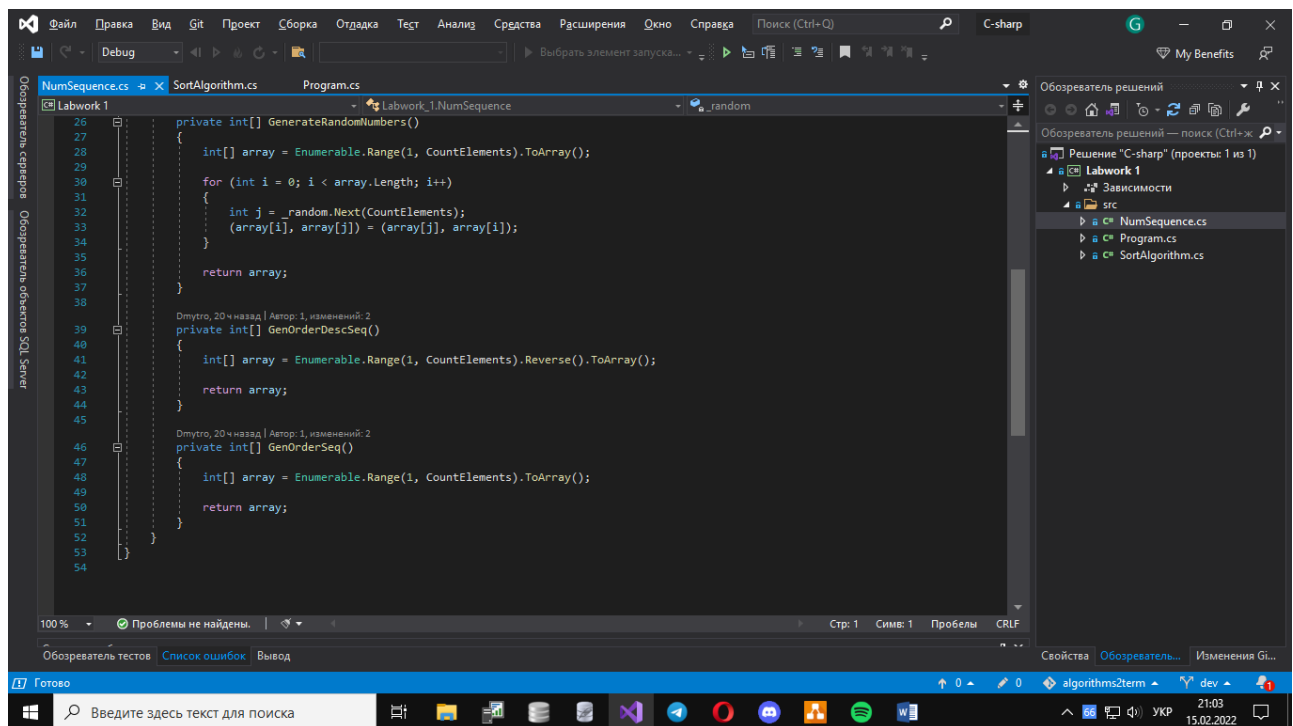 Файл Правка Вид Git Проект Сборка Отладка Тест Анализ Средства Расширения Окно Справка Поиск (Ctrl+Q) C-sharp G
Debug Выбрать элемент запуска... My Benefits
Обозреватель серверов Обозреватель объектов SQL Server
NumSequence.cs SortAlgorithm.cs Program.cs
C# Labwork 1 Labwork_1.NumSequence _random
26 private int[] GenerateRandomNumbers()
27 {
28 int[] array = Enumerable.Range(1, CountElements).ToArray();
29
30 for (int i = 0; i < array.Length; i++)
31 {
32 int j = _random.Next(CountElements);
33 (array[i], array[j]) = (array[j], array[i]);
34 }
35
36 return array;
37 }
38
Dmytro, 20 ч назад | Автор: 1, изменений: 2
39 private int[] GenOrderDescSeq()
40 {
41 int[] array = Enumerable.Range(1, CountElements).Reverse().ToArray();
42
43 return array;
44 }
45
Dmytro, 20 ч назад | Автор: 1, изменений: 2
46 private int[] GenOrderSeq()
47 {
48 int[] array = Enumerable.Range(1, CountElements).ToArray();
49
50 return array;
51 }
52 }
53 }
54
100 % Проблемы не найдены. Стр: 1 Симв: 1 Пробелы CRLF
Обозреватель тестов Список ошибок Вывод
Обозреватель решений
Обозреватель решений — поиск (Ctrl+ж
Решение "C-sharp" (проекты: 1 из 1)
C# Labwork 1
Зависимости
src
C# NumSequence.cs
C# Program.cs
C# SortAlgorithm.cs
Свойства Обозреватель... Изменения Gi...
Готово 0 0 algorithms2term dev 1
Введите здесь текст для поиска 66 УКР 21:03
15.02.2022